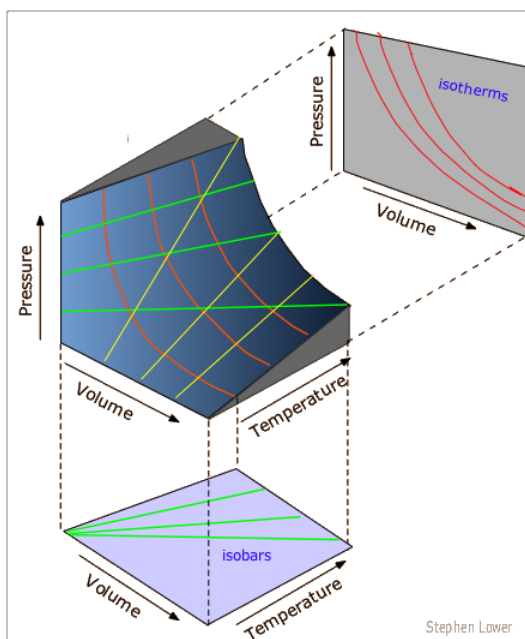 isotherms
Pressure
Volume
i
Pressure
Volume
Temperature
isobars
Volume
Temperature
Stephen Lower